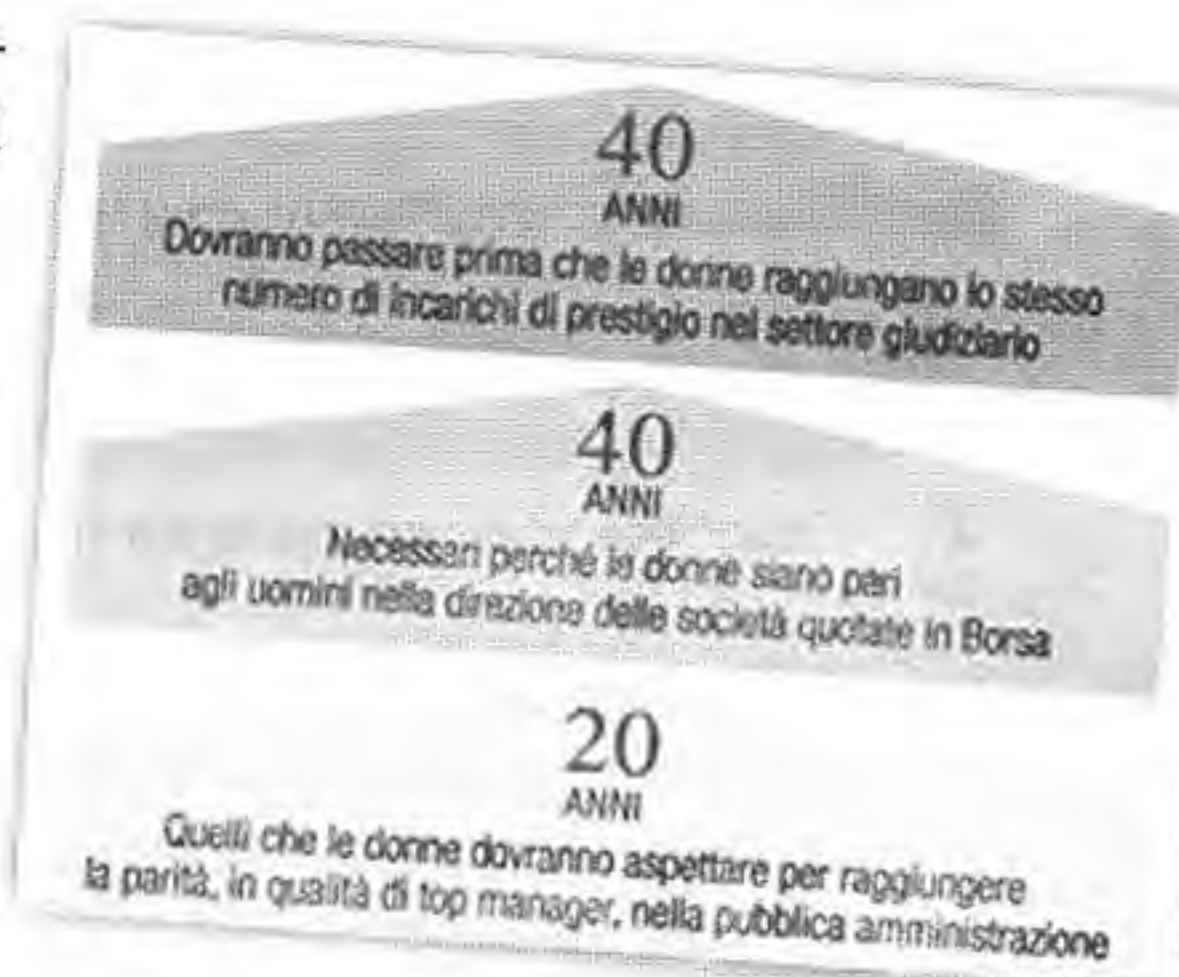 40
ANNI
Dovranno passare prima che le donne raggiungano lo stesso
numero di incarichi di prestigio nel settore giudiziario
40
ANNI
Necessari perché le donne siano pari
agli uomini nella direzione delle società quotate in Borsa
20
ANNI
Quelli che le donne dovranno aspettare per raggiungere
la parità, in qualità di top manager, nella pubblica amministrazione